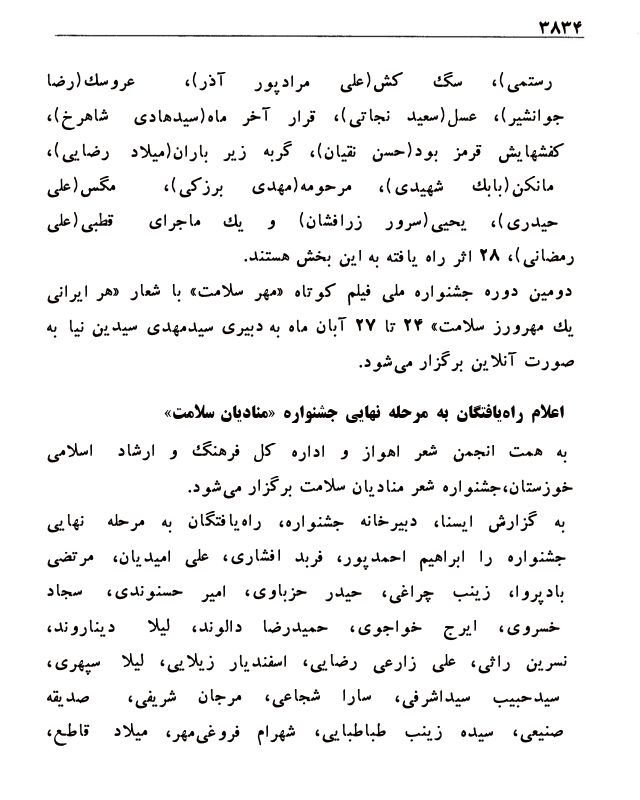 ۳۸۳۴
رستمی)، سگ کش(علی مرادپور آذر)، عروسک(رضا
جوانشیر)، عسل(سعید نجاتی)، قرار آخر ماه(سیدهادی شاهرخ)،
کفشهایش قرمز بود(حسن نقیان)، گربه زیر باران(میلاد رضایی)،
مانکن(بابك شهیدی)، مرحومه(مهدی برزکی)، مگس(علی
حیدری)، یحیی(سرور زرافشان) و یك ماجرای قطبی(علی
رمضانی)، ۲۸ اثر راه یافته به این بخش هستند.
دومین دوره جشنواره ملی فیلم کوتاه «مهر سلامت» با شعار «هر ایرانی
یك مهرورز سلامت» ۲۴ تا ۲۷ آبان ماه به دبیری سیدمهدی سیدین نیا به
صورت آنلاین برگزار می‌شود.
اعلام راه‌یافتگان به مرحله نهایی جشنواره «منادیان سلامت»
به همت انجمن شعر اهواز و اداره کل فرهنگ و ارشاد اسلامی
خوزستان،جشنواره شعر منادیان سلامت برگزار می‌شود.
به گزارش ایسنا، دبیرخانه جشنواره، راه‌یافتگان به مرحله نهایی
جشنواره را ابراهیم احمدپور، فربد افشاری، علی امیدیان، مرتضی
بادپروا، زینب چراغی، حیدر حزباوی، امیر حسنوندی، سجاد
خسروی، ایرج خواجوی، حمیدرضا دالوند، لیلا دیناروند،
نسرین راثی، علی زارعی رضایی، اسفندیار زیلایی، لیلا سپهری،
سیدحبیب سیداشرفی، سارا شجاعی، مرجان شریفی، صدیقه
صنیعی، سیده زینب طباطبایی، شهرام فروغی‌مهر، میلاد قاطع،